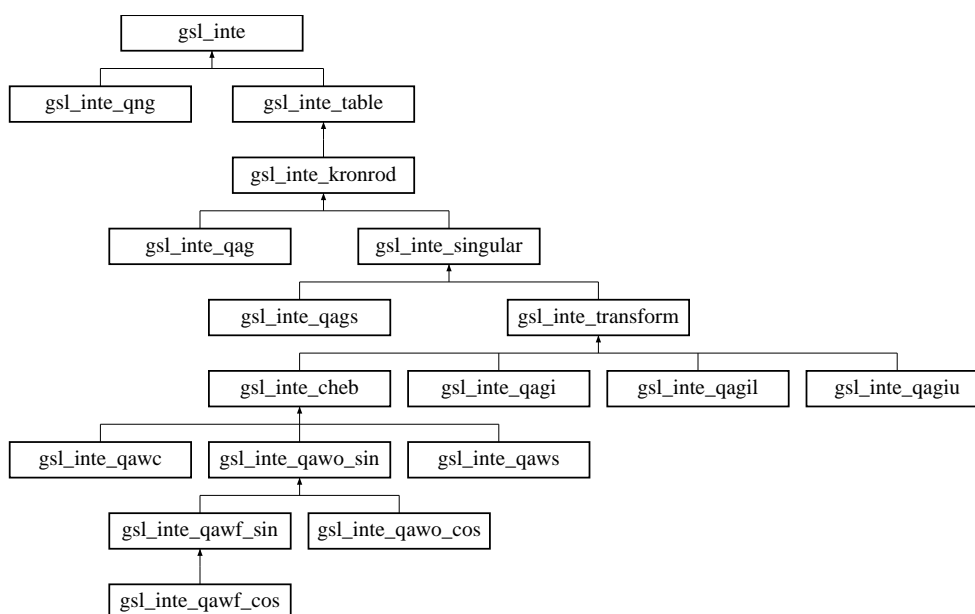 gsl_inte
gsl_inte_qng
gsl_inte_table
gsl_inte_kronrod
gsl_inte_qag
gsl_inte_singular
gsl_inte_qags
gsl_inte_transform
gsl_inte_cheb
gsl_inte_qagi
gsl_inte_qagil
gsl_inte_qagiu
gsl_inte_qawc
gsl_inte_qawo_sin
gsl_inte_qaws
gsl_inte_qawf_sin
gsl_inte_qawo_cos
gsl_inte_qawf_cos